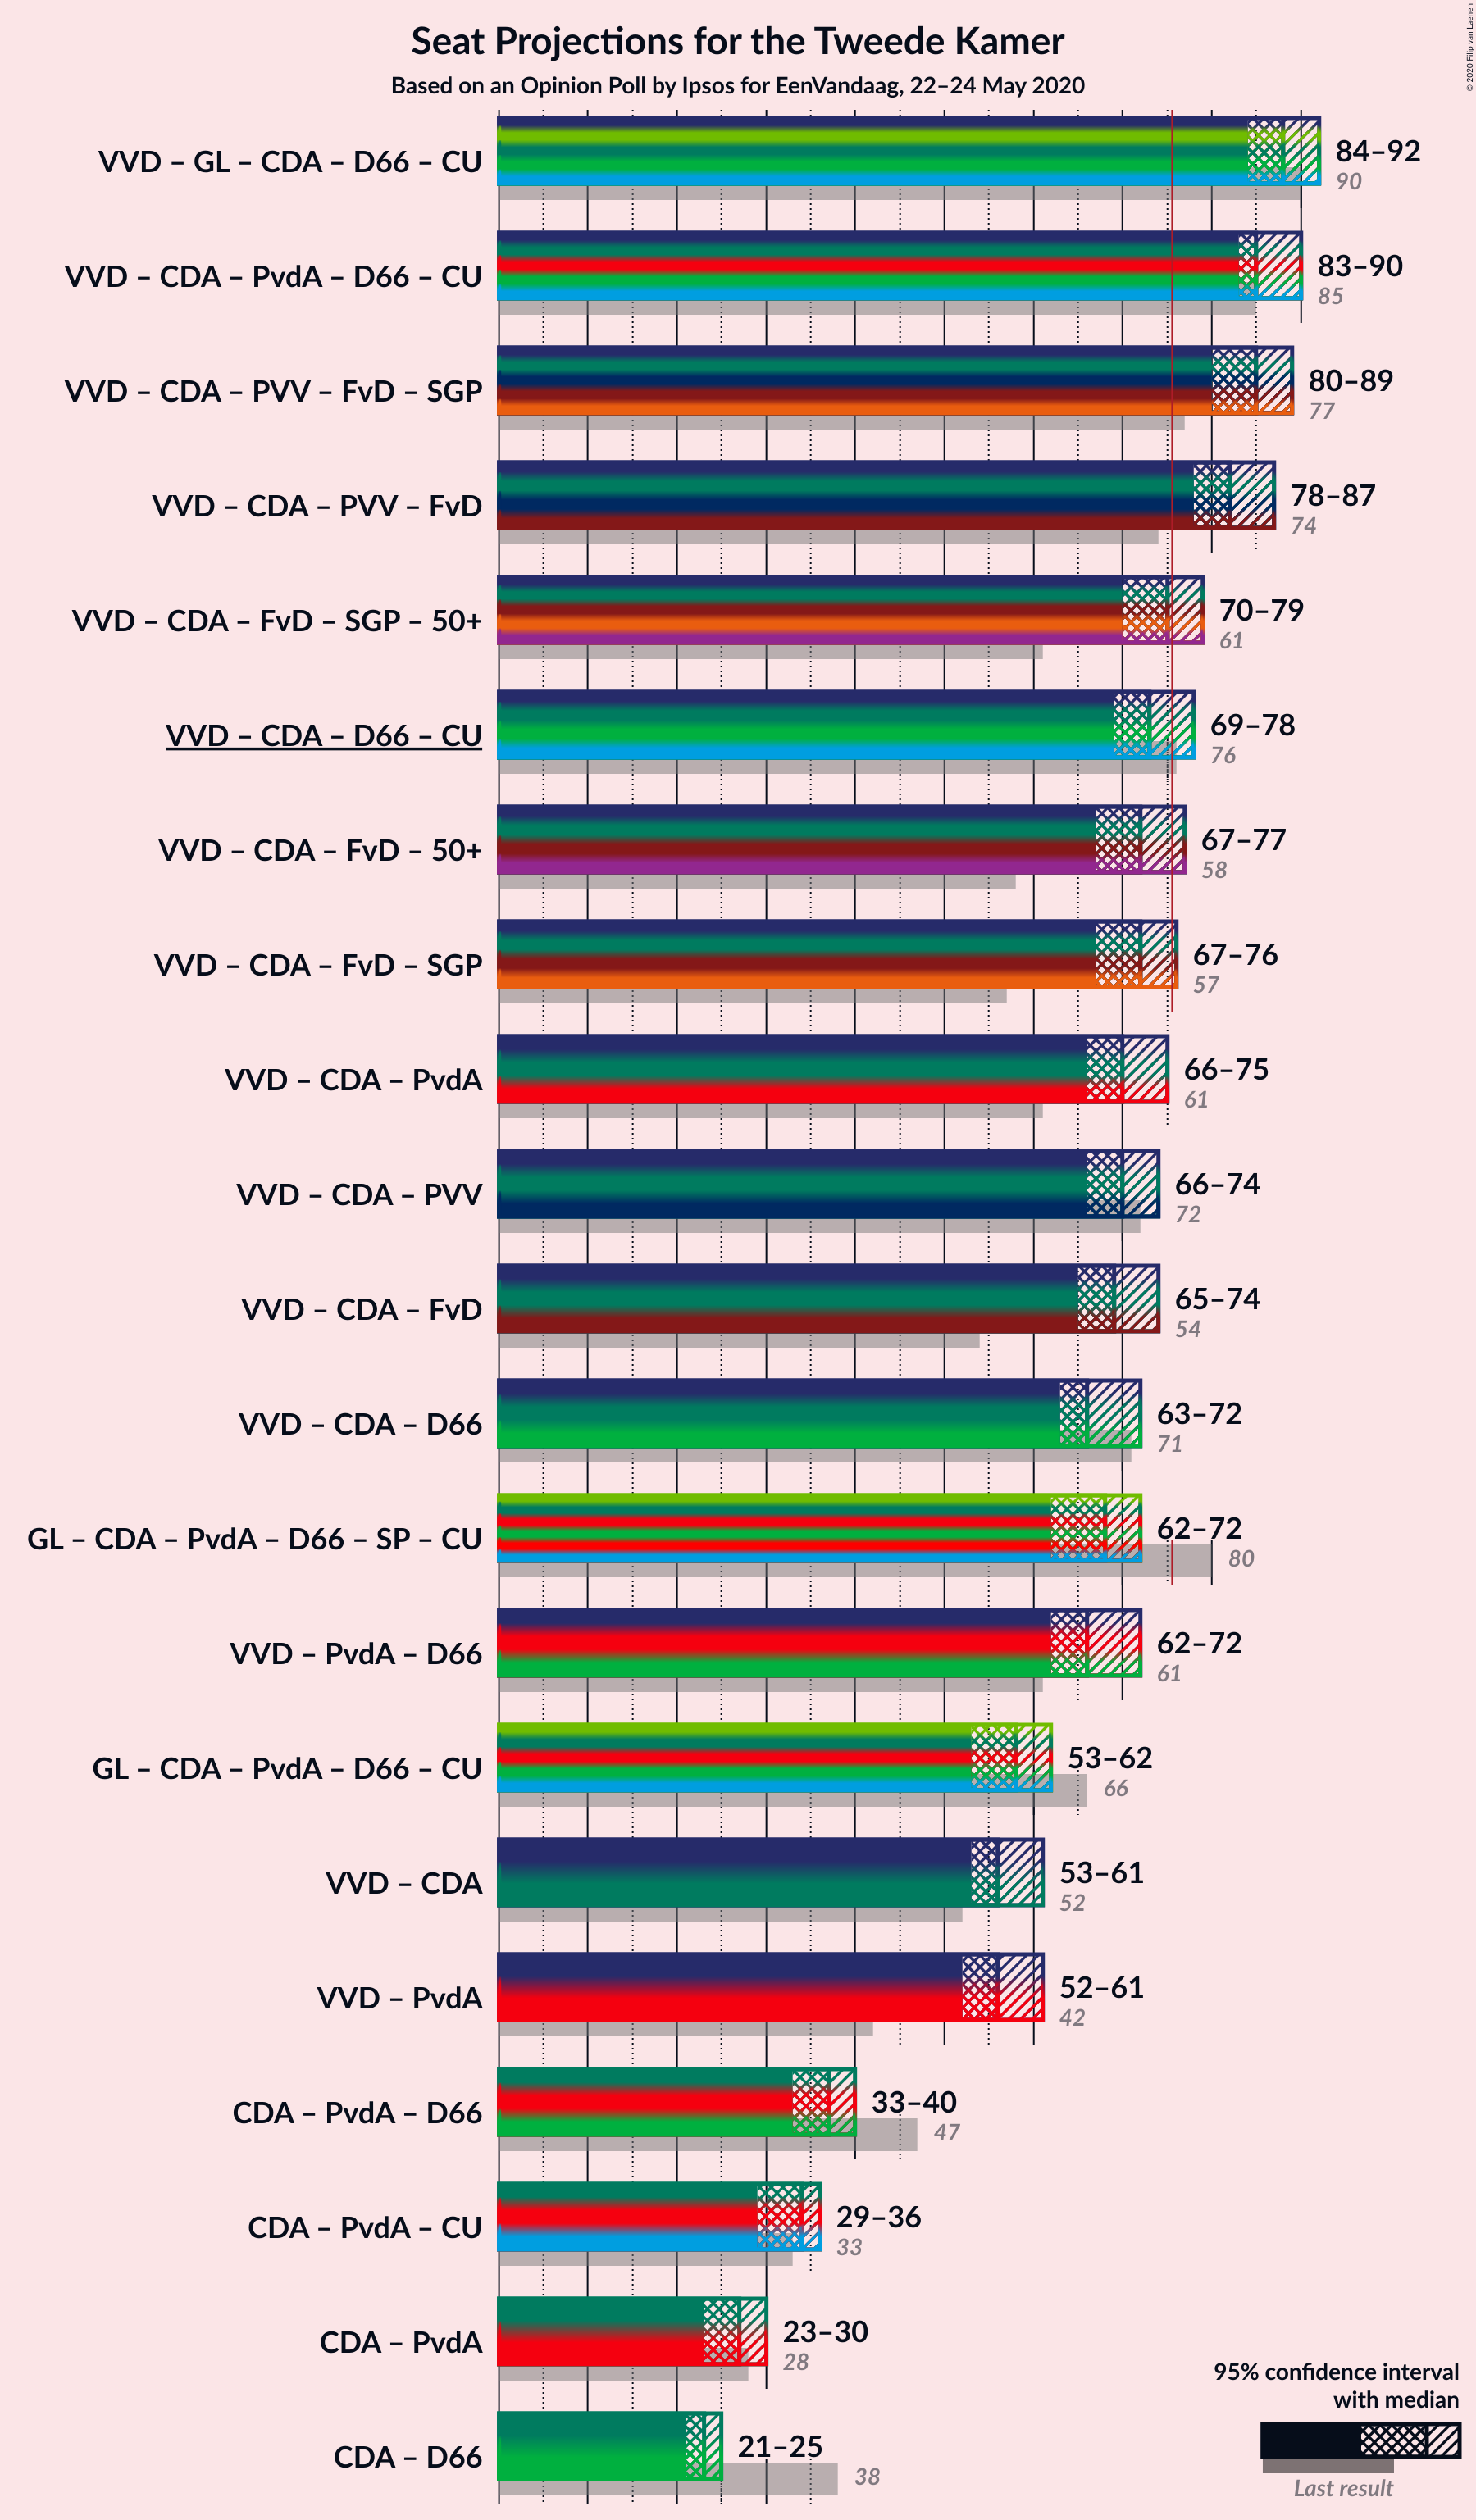 Seat Projections for the Tweede Kamer
Based on an Opinion Poll by Ipsos for EenVandaag, 22–24 May 2020
© 2020 Filip van Laenen
VVD – GL – CDA – D66 – CU
84–92
90
VVD – CDA – PvdA – D66 – CU
83–90
85
VVD – CDA – PVV – FvD – SGP
80–89
77
VVD – CDA – PVV – FvD
78–87
74
VVD – CDA – FvD – SGP – 50+
70–79
61
VVD – CDA – D66 – CU
69–78
76
VVD – CDA – FvD – 50+
67–77
58
VVD – CDA – FvD – SGP
67–76
57
VVD – CDA – PvdA
66–75
61
VVD – CDA – PVV
66–74
72
VVD – CDA – FvD
65–74
54
VVD – CDA – D66
63–72
71
GL – CDA – PvdA – D66 – SP – CU
62–72
80
VVD – PvdA – D66
62–72
61
GL – CDA – PvdA – D66 – CU
53–62
66
VVD – CDA
53–61
52
VVD – PvdA
52–61
42
CDA – PvdA – D66
33–40
47
CDA – PvdA – CU
29–36
33
CDA – PvdA
23–30
28
CDA – D66
21–25
38
95% confidence interval
with median
Last result